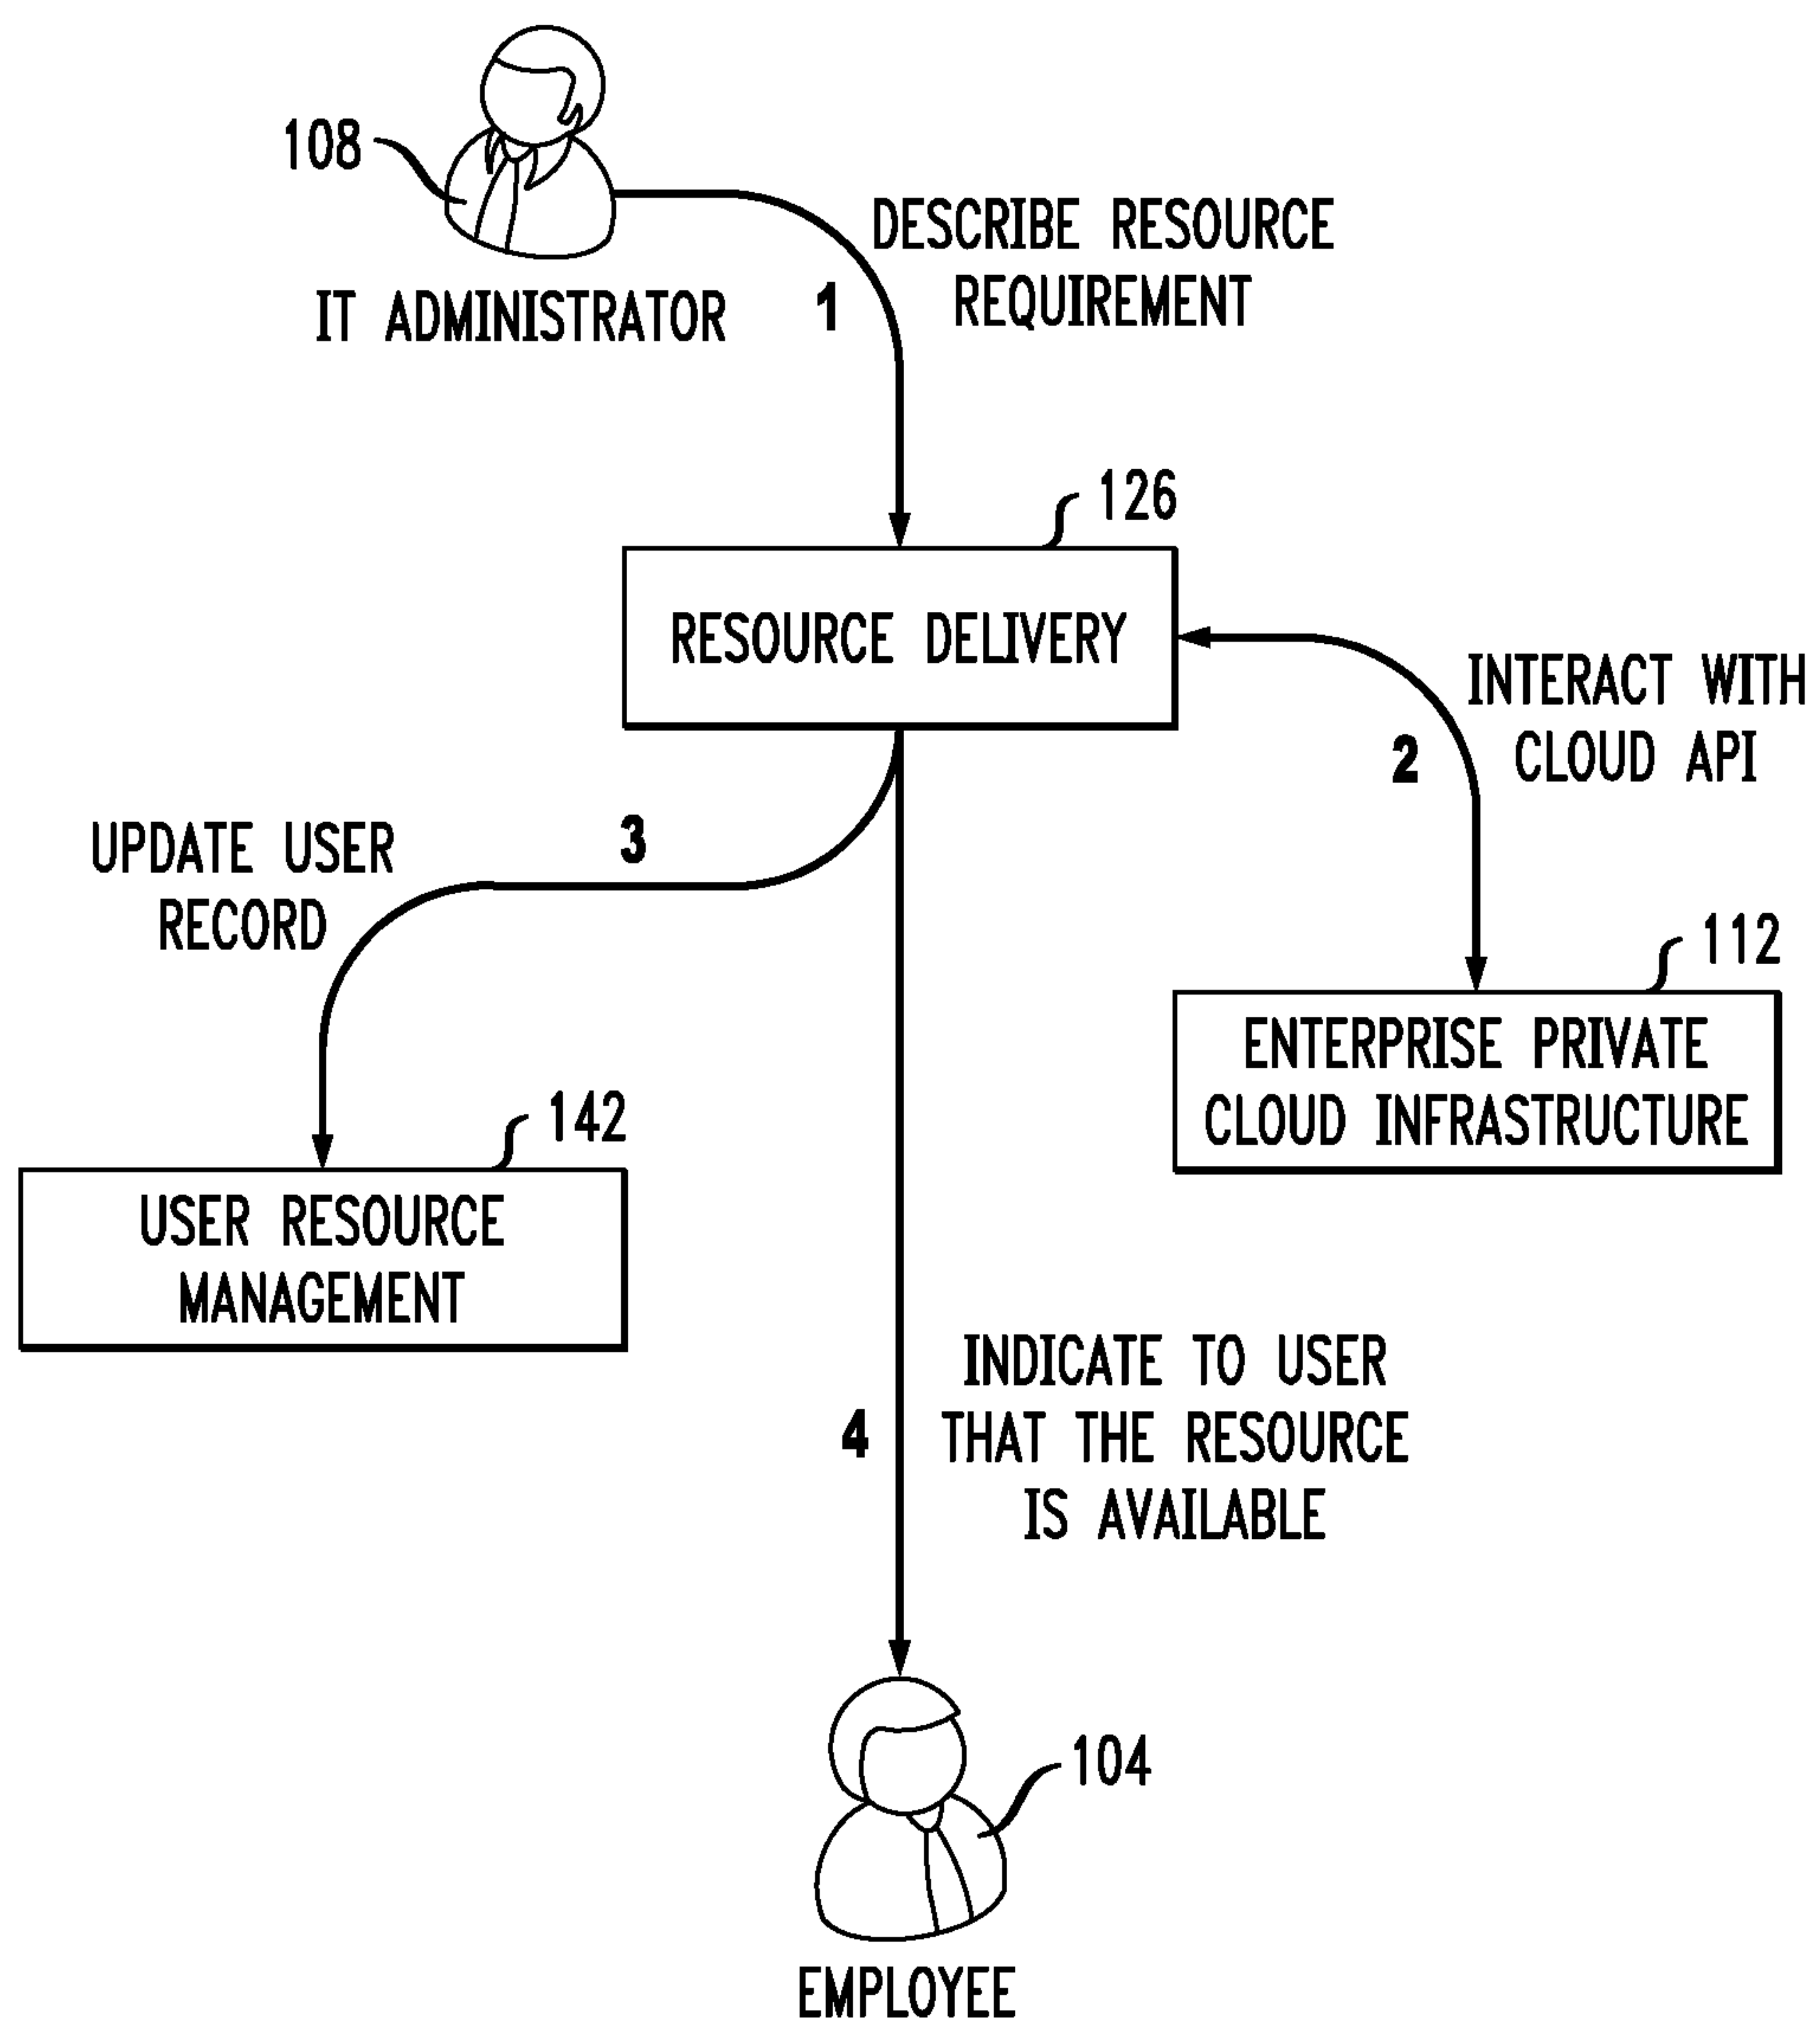 108
IT ADMINISTRATOR
1
DESCRIBE RESOURCE
REQUIREMENT
126
RESOURCE DELIVERY
2
INTERACT WITH
CLOUD API
3
UPDATE USER
RECORD
112
ENTERPRISE PRIVATE
CLOUD INFRASTRUCTURE
142
USER RESOURCE
MANAGEMENT
4
INDICATE TO USER
THAT THE RESOURCE
IS AVAILABLE
104
EMPLOYEE